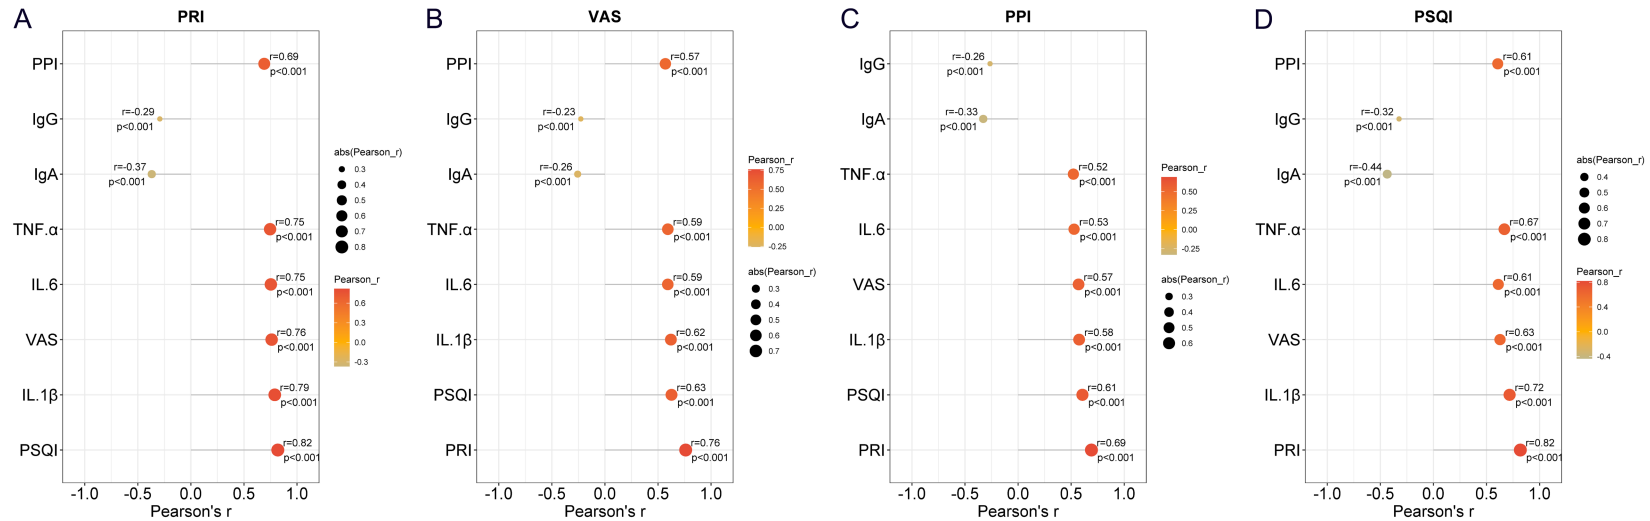 A
PRI
PPI
IgG
IgA
TNF.α
IL.6
VAS
IL.1β
PSQI
r=0.69
p<0.001
r=-0.29
p<0.001
r=-0.37
p<0.001
r=0.75
p<0.001
r=0.75
p<0.001
r=0.76
p<0.001
r=0.79
p<0.001
r=0.82
p<0.001
-1.0 -0.5 0.0 0.5 1.0
Pearson's r
abs(Pearson_r)
0.3
0.4
0.5
0.6
0.7
0.8
Pearson_r
0.6
0.3
0.0
-0.3
B
VAS
PPI
IgG
IgA
TNF.α
IL.6
IL.1β
PSQI
PRI
r=0.57
p<0.001
r=-0.23
p<0.001
r=-0.26
p<0.001
r=0.59
p<0.001
r=0.59
p<0.001
r=0.62
p<0.001
r=0.63
p<0.001
r=0.76
p<0.001
-1.0 -0.5 0.0 0.5 1.0
Pearson's r
Pearson_r
0.75
0.50
0.25
0.00
-0.25
abs(Pearson_r)
0.3
0.4
0.5
0.6
0.7
C
PPI
IgG
IgA
TNF.α
IL.6
VAS
IL.1β
PSQI
PRI
r=-0.26
p<0.001
r=-0.33
p<0.001
r=0.52
p<0.001
r=0.53
p<0.001
r=0.57
p<0.001
r=0.58
p<0.001
r=0.61
p<0.001
r=0.69
p<0.001
-1.0 -0.5 0.0 0.5 1.0
Pearson's r
Pearson_r
0.50
0.25
0.00
-0.25
abs(Pearson_r)
0.3
0.4
0.5
0.6
D
PSQI
PPI
IgG
IgA
TNF.α
IL.6
VAS
IL.1β
PRI
r=0.61
p<0.001
r=-0.32
p<0.001
r=-0.44
p<0.001
r=0.67
p<0.001
r=0.61
p<0.001
r=0.63
p<0.001
r=0.72
p<0.001
r=0.82
p<0.001
-1.0 -0.5 0.0 0.5 1.0
Pearson's r
abs(Pearson_r)
0.4
0.5
0.6
0.7
0.8
Pearson_r
0.8
0.4
0.0
-0.4